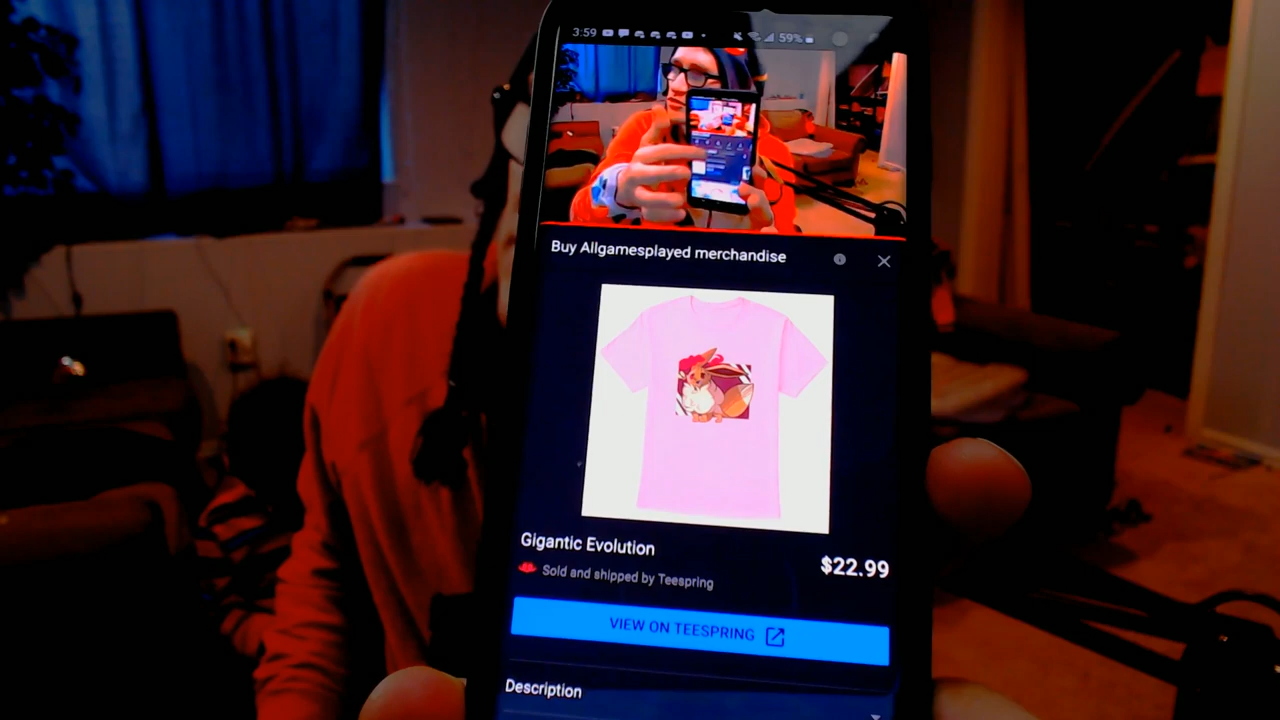 3:59 59%
Buy Allgamesplayed merchandise
Gigantic Evolution
$22.99
Sold and shipped by Teespring
VIEW ON TEESPRING
Description